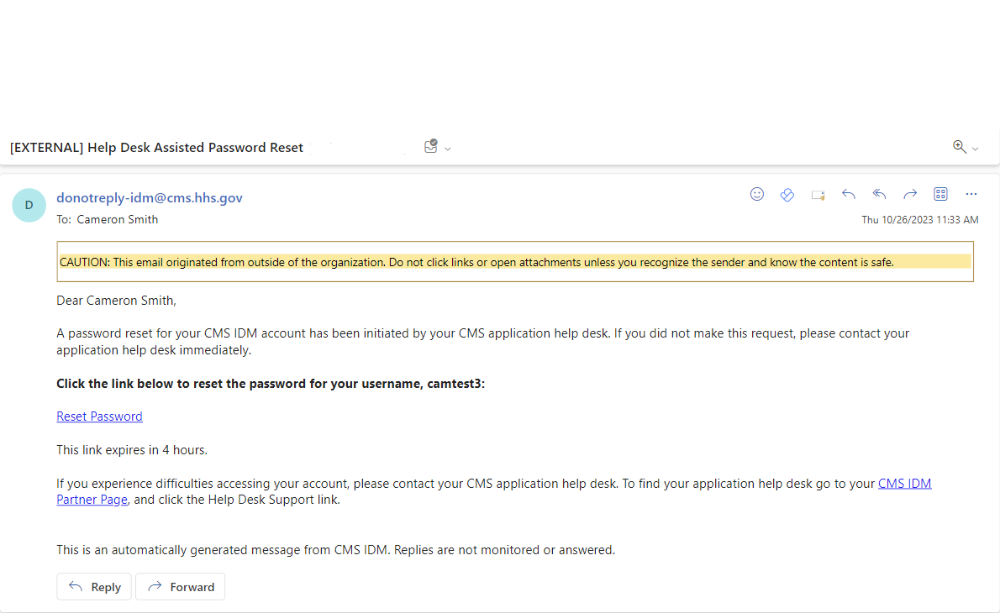 [EXTERNAL] Help Desk Assisted Password Reset
D
donotreply-idm@cms.hhs.gov
To: Cameron Smith
Thu 10/26/2023 11:33 AM
CAUTION: This email originated from outside of the organization. Do not click links or open attachments unless you recognize the sender and know the content is safe.
Dear Cameron Smith,
A password reset for your CMS IDM account has been initiated by your CMS application help desk. If you did not make this request, please contact your
application help desk immediately.
Click the link below to reset the password for your username, camtest3:
Reset Password
This link expires in 4 hours.
If you experience difficulties accessing your account, please contact your CMS application help desk. To find your application help desk go to your CMS IDM
Partner Page, and click the Help Desk Support link.
This is an automatically generated message from CMS IDM. Replies are not monitored or answered.
Reply
Forward